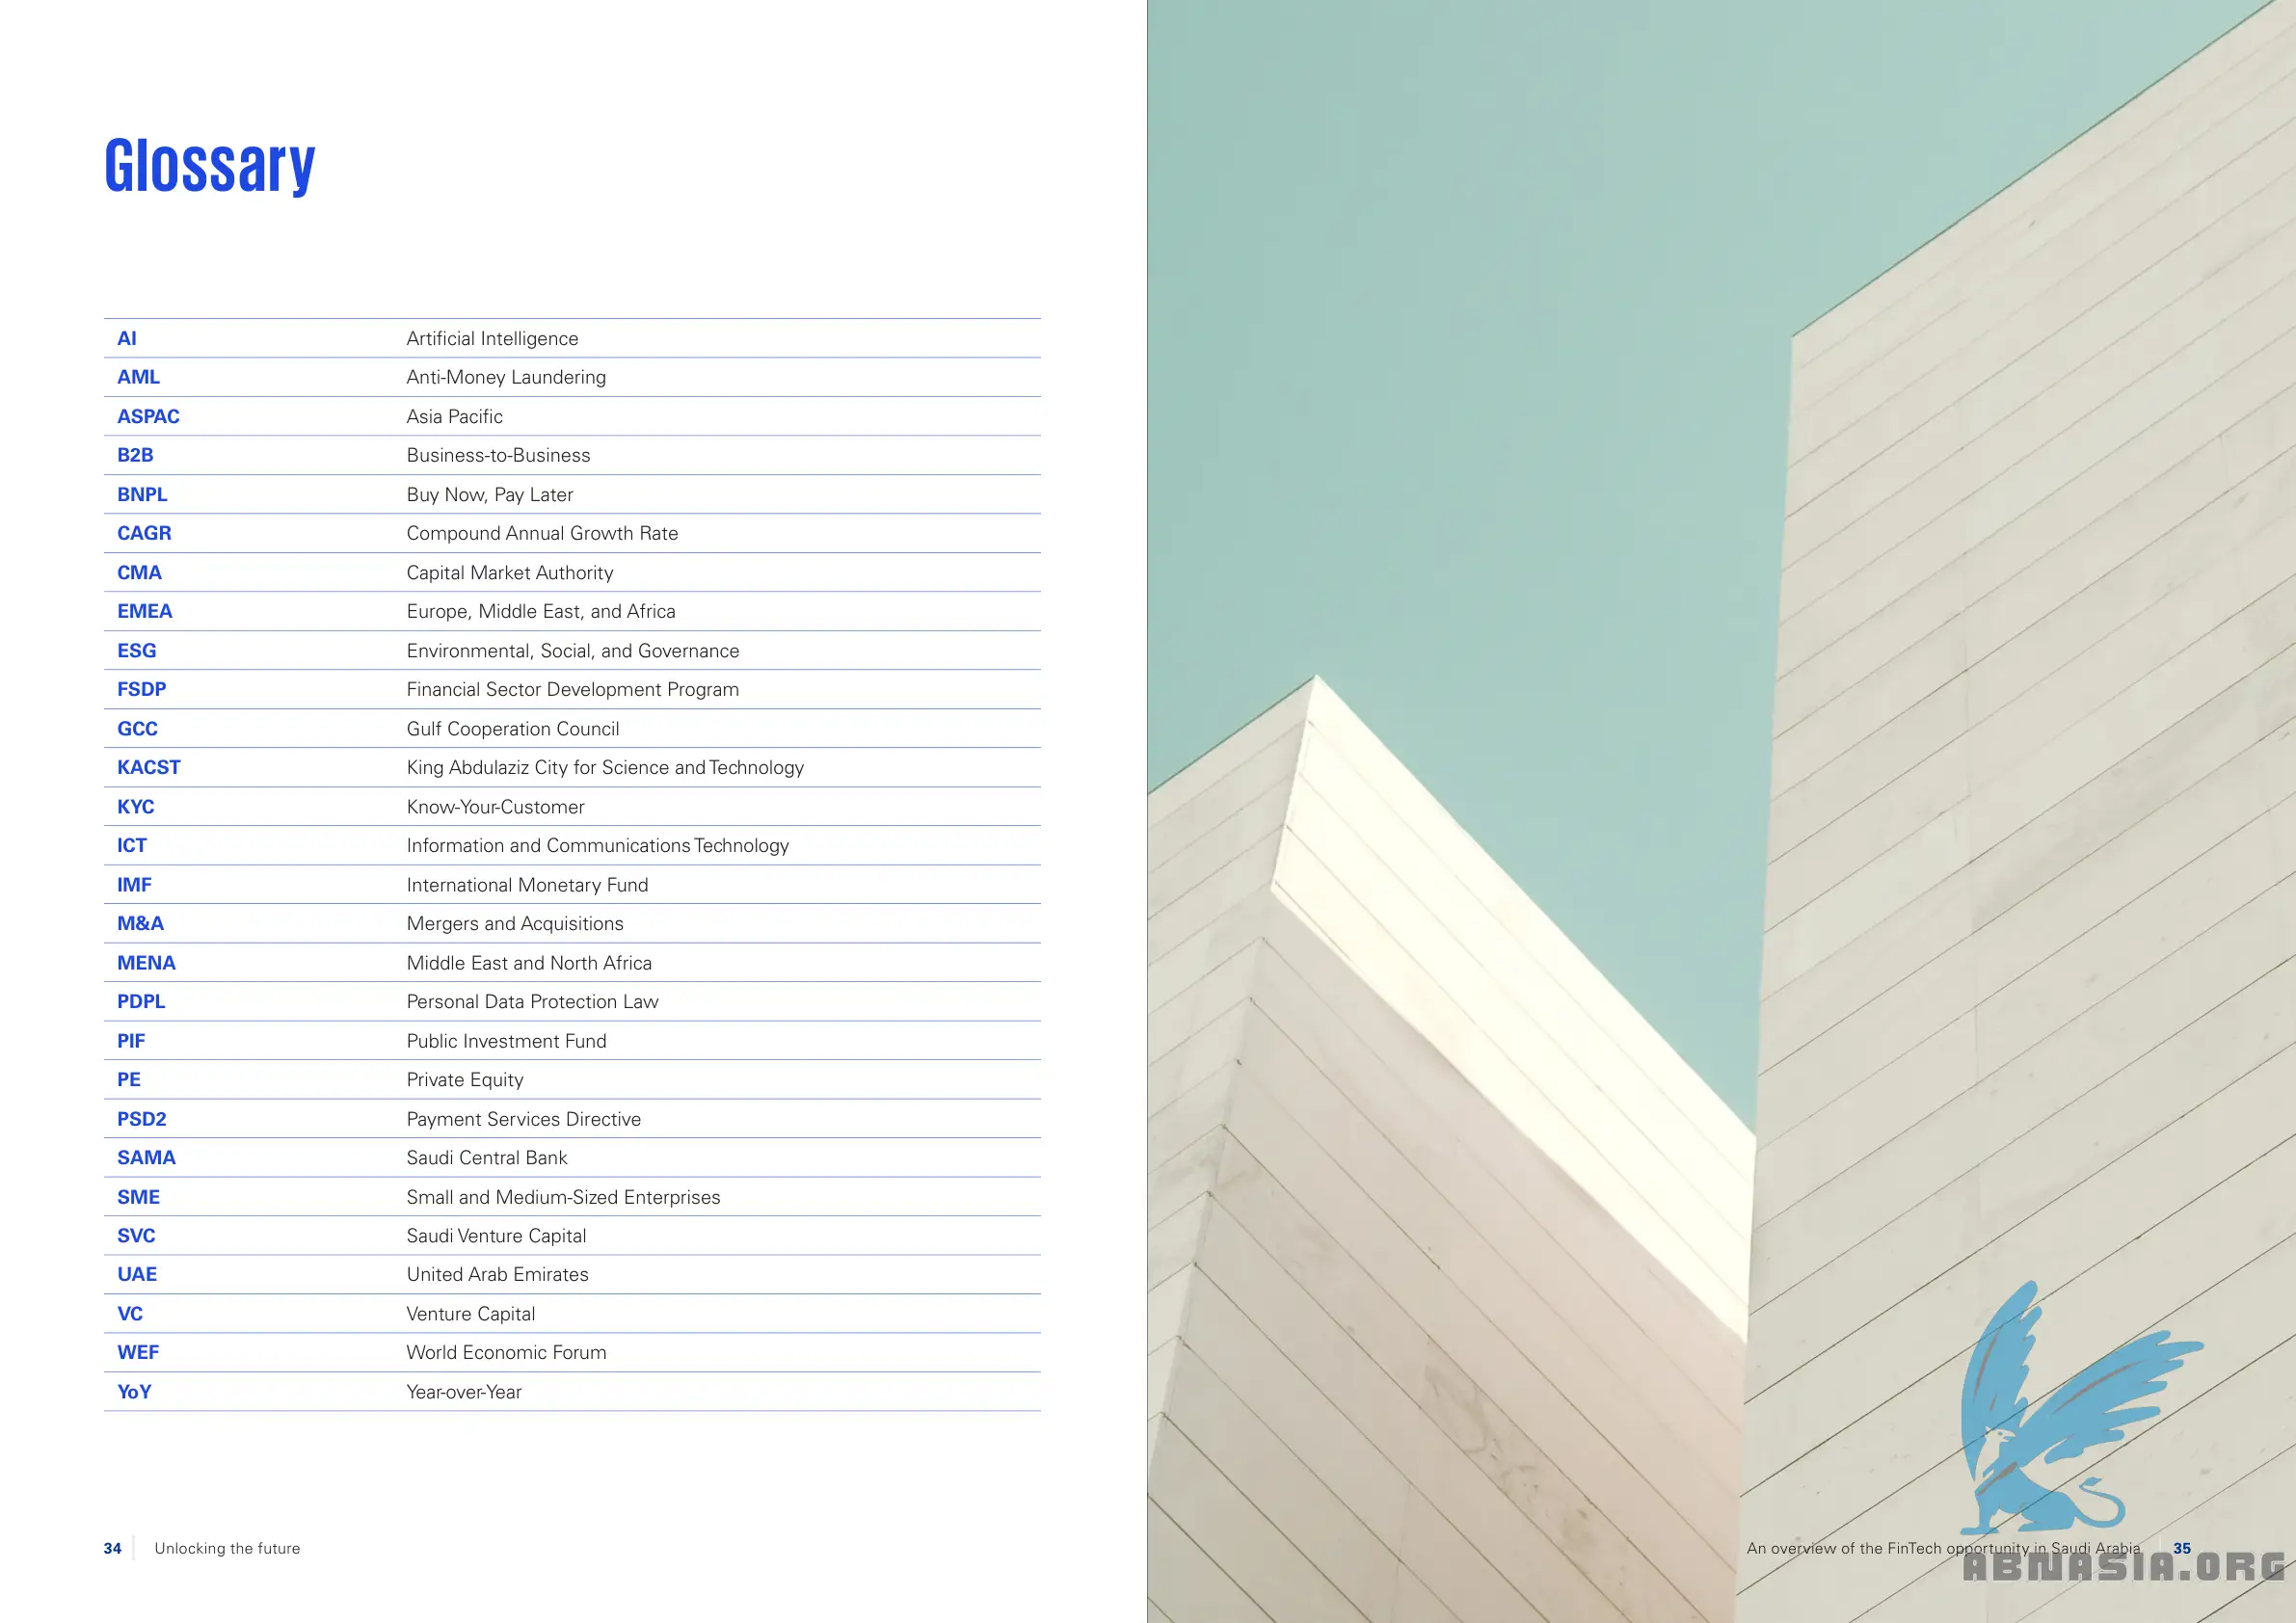 Glossary
AI Artificial Intelligence
AML Anti-Money Laundering
ASPAC Asia Pacific
B2B Business-to-Business
BNPL Buy Now, Pay Later
CAGR Compound Annual Growth Rate
CMA Capital Market Authority
EMEA Europe, Middle East, and Africa
ESG Environmental, Social, and Governance
FSDP Financial Sector Development Program
GCC Gulf Cooperation Council
KACST King Abdulaziz City for Science and Technology
KYC Know-Your-Customer
ICT Information and Communications Technology
IMF International Monetary Fund
M&A Mergers and Acquisitions
MENA Middle East and North Africa
PDPL Personal Data Protection Law
PIF Public Investment Fund
PE Private Equity
PSD2 Payment Services Directive
SAMA Saudi Central Bank
SME Small and Medium-Sized Enterprises
SVC Saudi Venture Capital
UAE United Arab Emirates
VC Venture Capital
WEF World Economic Forum
YoY Year-over-Year
34 Unlocking the future
An overview of the FinTech opportunity in Saudi Arabia 35
ABNASIA.ORG